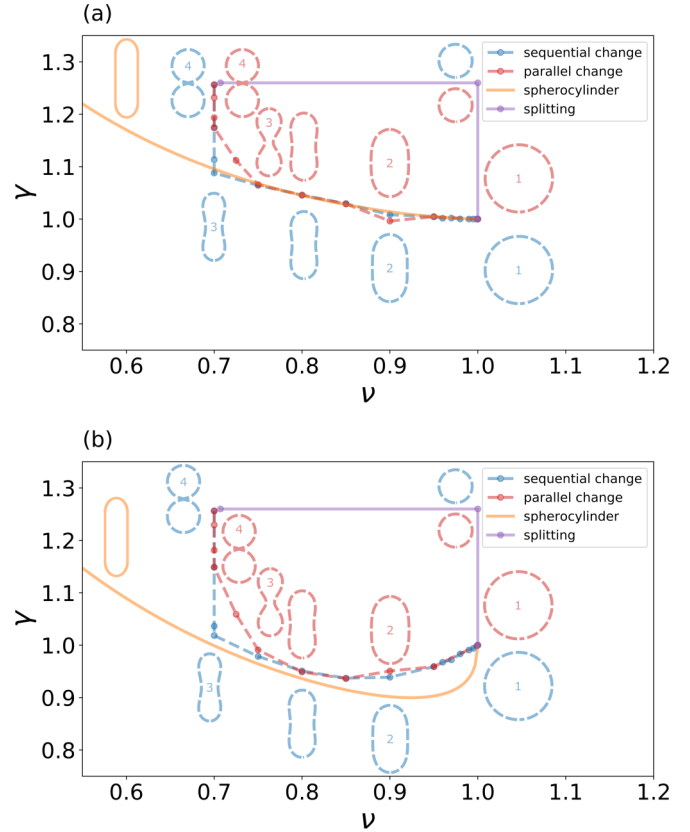 (a)
γ
1.3
1.2
1.1
1.0
0.9
0.8
4
4
3
2
1
3
2
1
sequential change
parallel change
spherocylinder
splitting
0.6 0.7 0.8 0.9 1.0 1.1 1.2
ν
(b)
γ
1.3
1.2
1.1
1.0
0.9
0.8
4
4
3
2
1
3
2
1
sequential change
parallel change
spherocylinder
splitting
0.6 0.7 0.8 0.9 1.0 1.1 1.2
ν